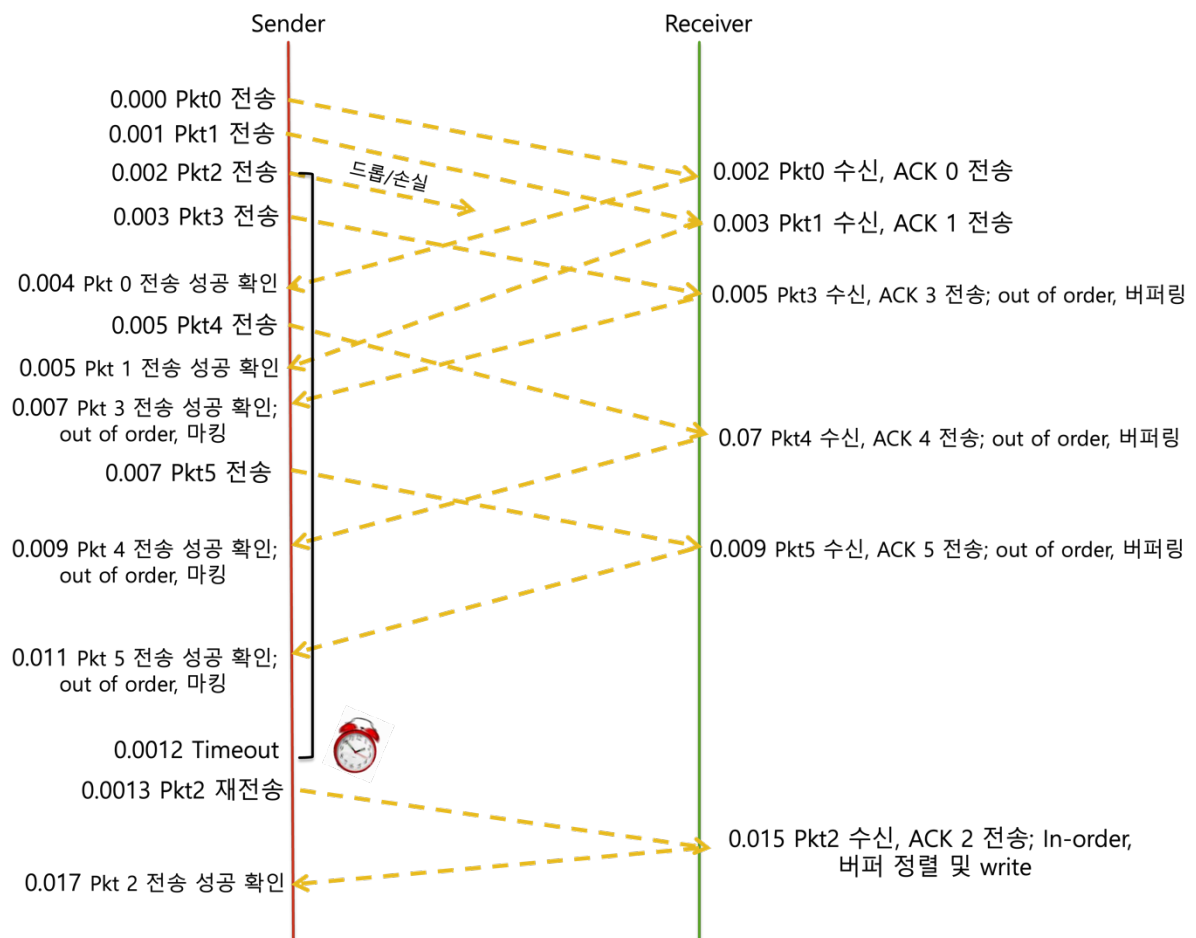 Sender
Receiver
0.000 Pkt0 전송
0.001 Pkt1 전송
0.002 Pkt2 전송
드롭/손실
0.002 Pkt0 수신, ACK 0 전송
0.003 Pkt3 전송
0.003 Pkt1 수신, ACK 1 전송
0.004 Pkt 0 전송 성공 확인
0.005 Pkt3 수신, ACK 3 전송; out of order, 버퍼링
0.005 Pkt4 전송
0.005 Pkt 1 전송 성공 확인
0.007 Pkt 3 전송 성공 확인;
out of order, 마킹
0.07 Pkt4 수신, ACK 4 전송; out of order, 버퍼링
0.007 Pkt5 전송
0.009 Pkt 4 전송 성공 확인;
out of order, 마킹
0.009 Pkt5 수신, ACK 5 전송; out of order, 버퍼링
0.011 Pkt 5 전송 성공 확인;
out of order, 마킹
0.0012 Timeout
0.0013 Pkt2 재전송
0.015 Pkt2 수신, ACK 2 전송; In-order,
버퍼 정렬 및 write
0.017 Pkt 2 전송 성공 확인